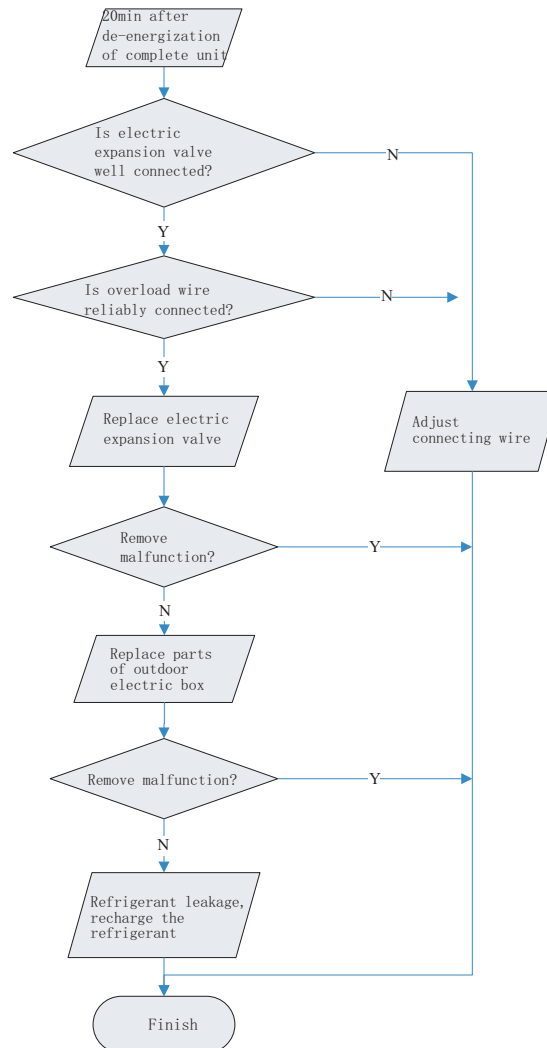 20min after
de-energization
of complete unit
Is electric
expansion valve
well connected?
N
Y
Is overload wire
reliably connected?
N
Y
Replace electric
expansion valve
Adjust
connecting wire
Remove
malfunction?
Y
N
Replace parts
of outdoor
electric box
Remove malfunction?
Y
N
Refrigerant leakage,
recharge the
refrigerant
Finish